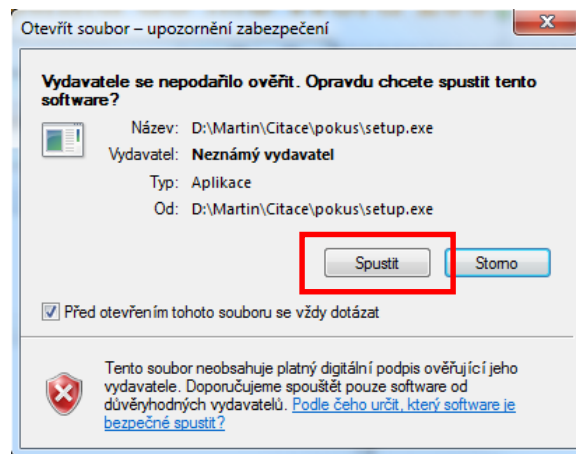 Otevřít soubor – upozornění zabezpečení
Vydavatele se nepodařilo ověřit. Opravdu chcete spustit tento
software?
Název: D:\Martin\Citace\pokus\setup.exe
Vydavatel: Neznámý vydavatel
Typ: Aplikace
Od: D:\Martin\Citace\pokus\setup.exe
Spustit Storno
Před otevřením tohoto souboru se vždy dotázat
Tento soubor neobsahuje platný digitální podpis ověřující jeho
vydavatele. Doporučujeme spouštět pouze software od
důvěryhodných vydavatelů. Podle čeho určit, který software je
bezpečné spustit?